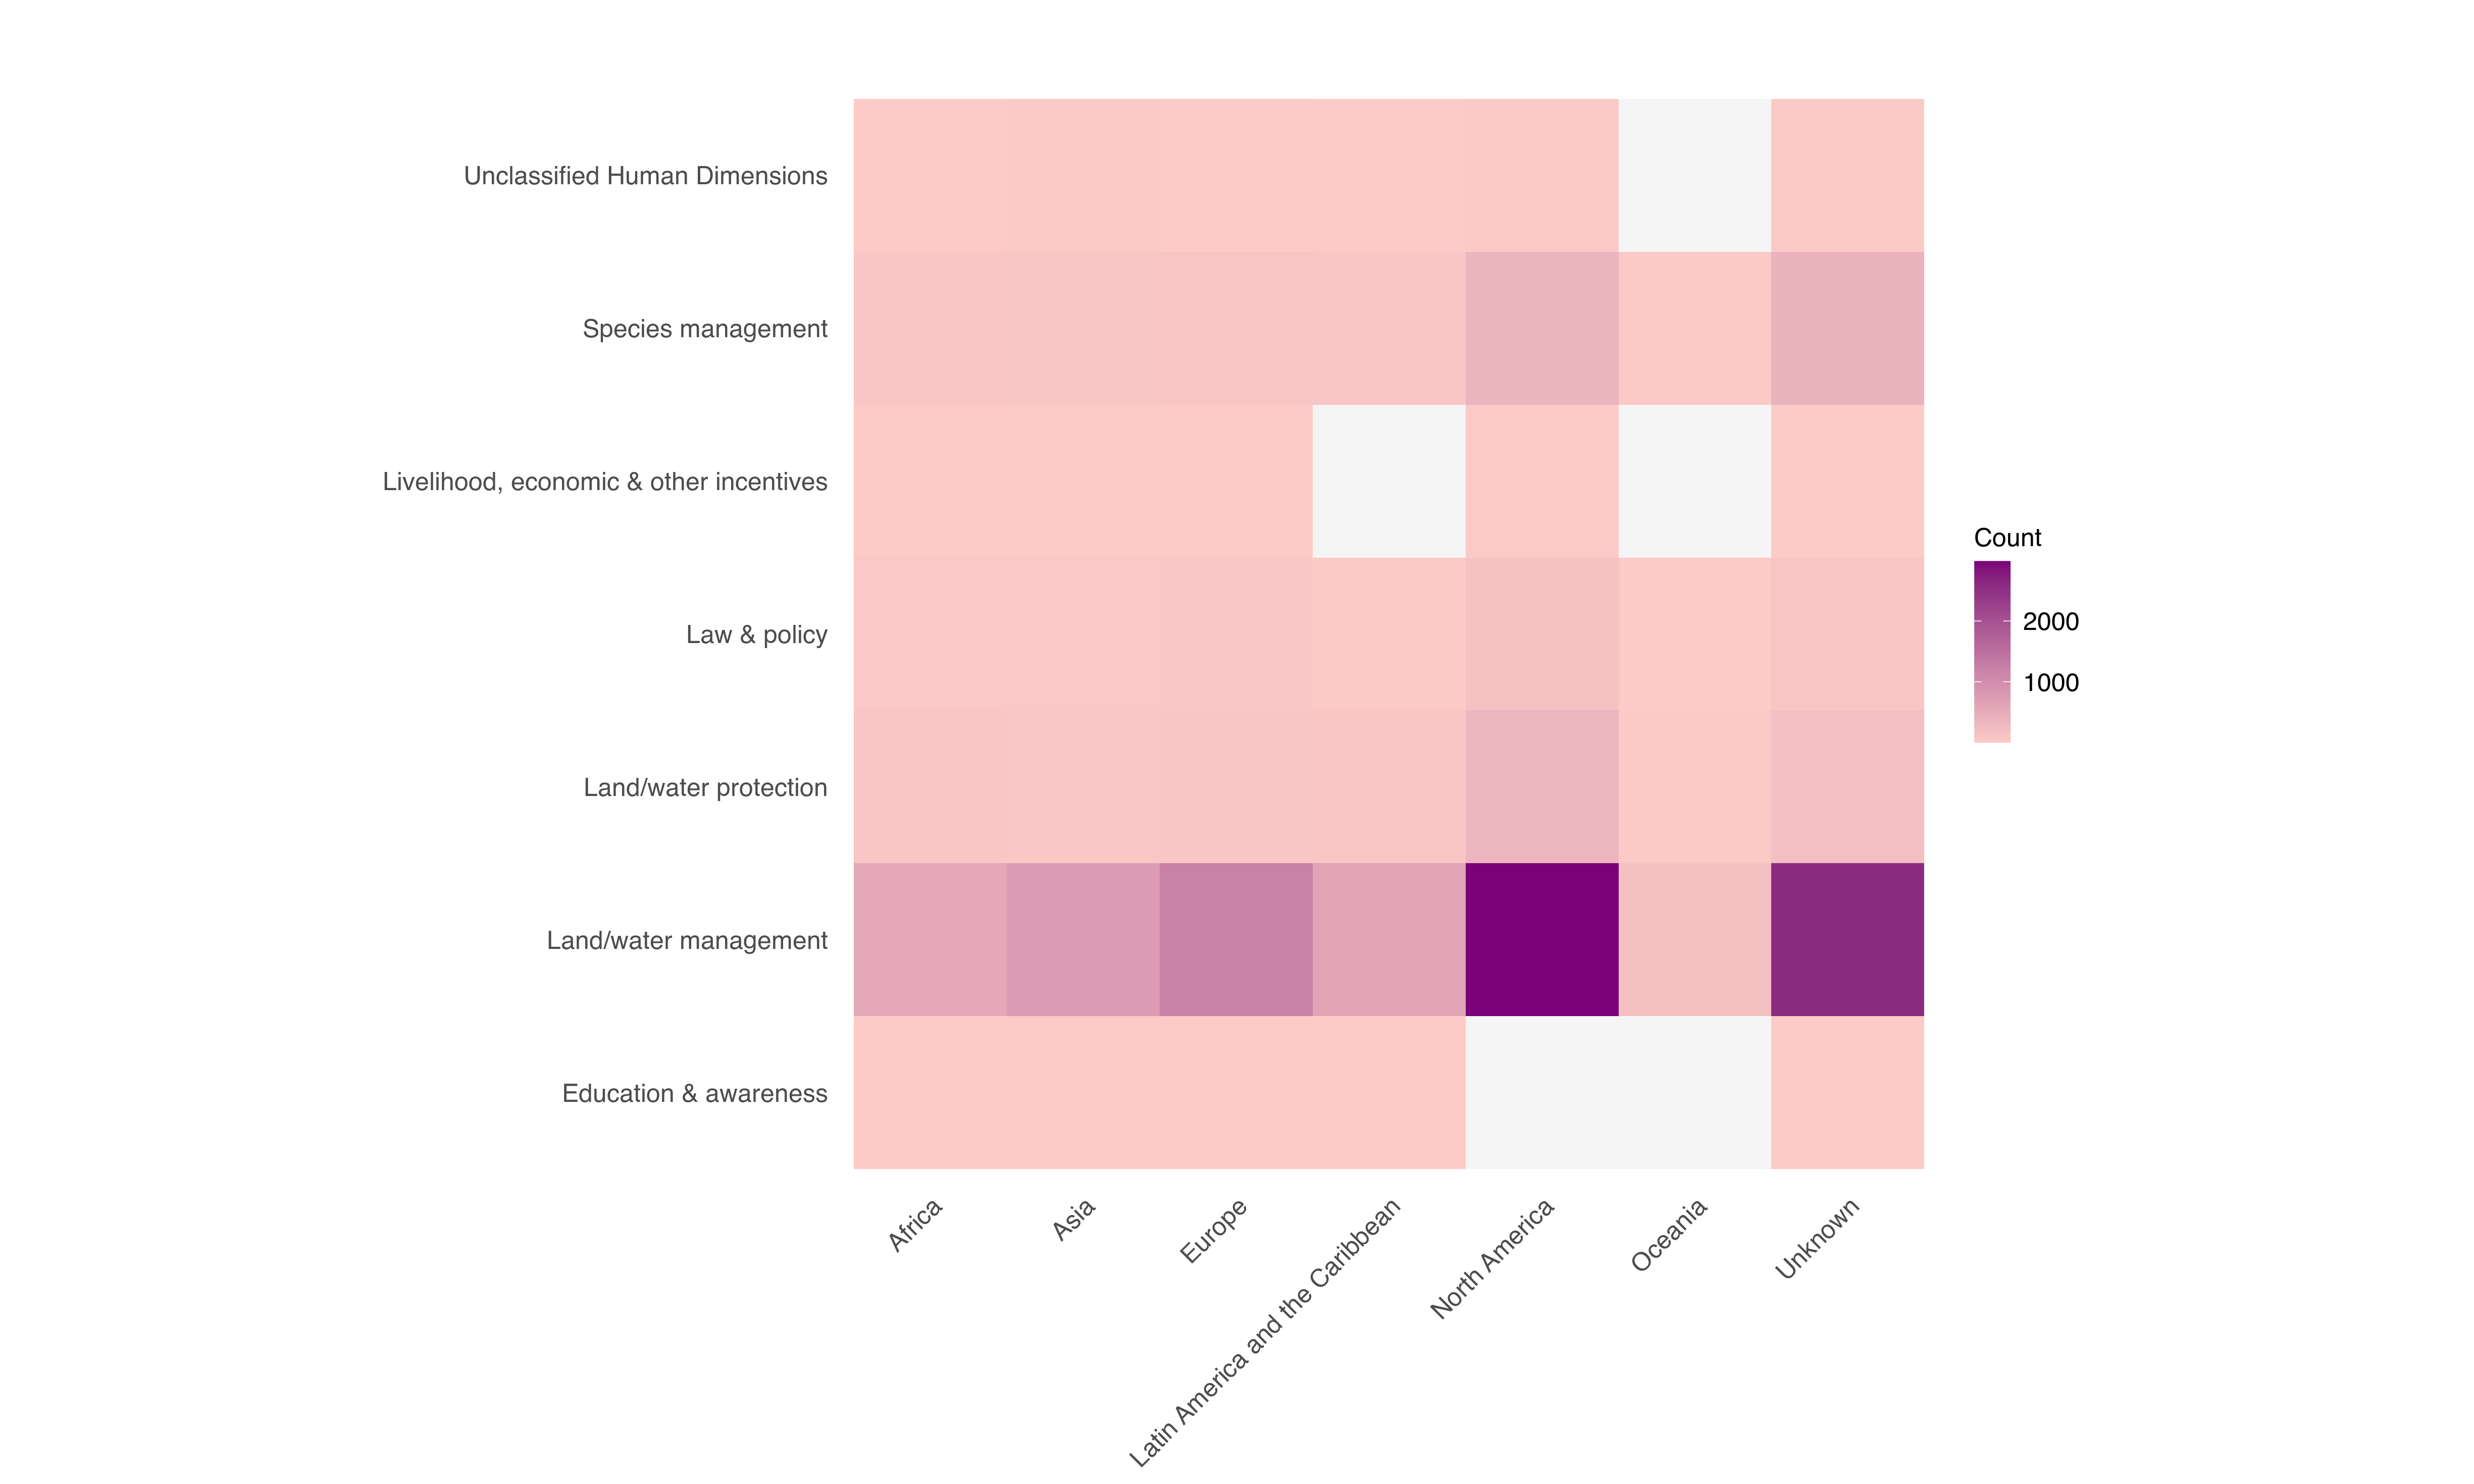 Unclassified Human Dimensions
Species management
Livelihood, economic & other incentives
Law & policy
Land/water protection
Land/water management
Education & awareness
Africa
Asia
Europe
Latin America and the Caribbean
North America
Oceania
Unknown
Count
2000
1000